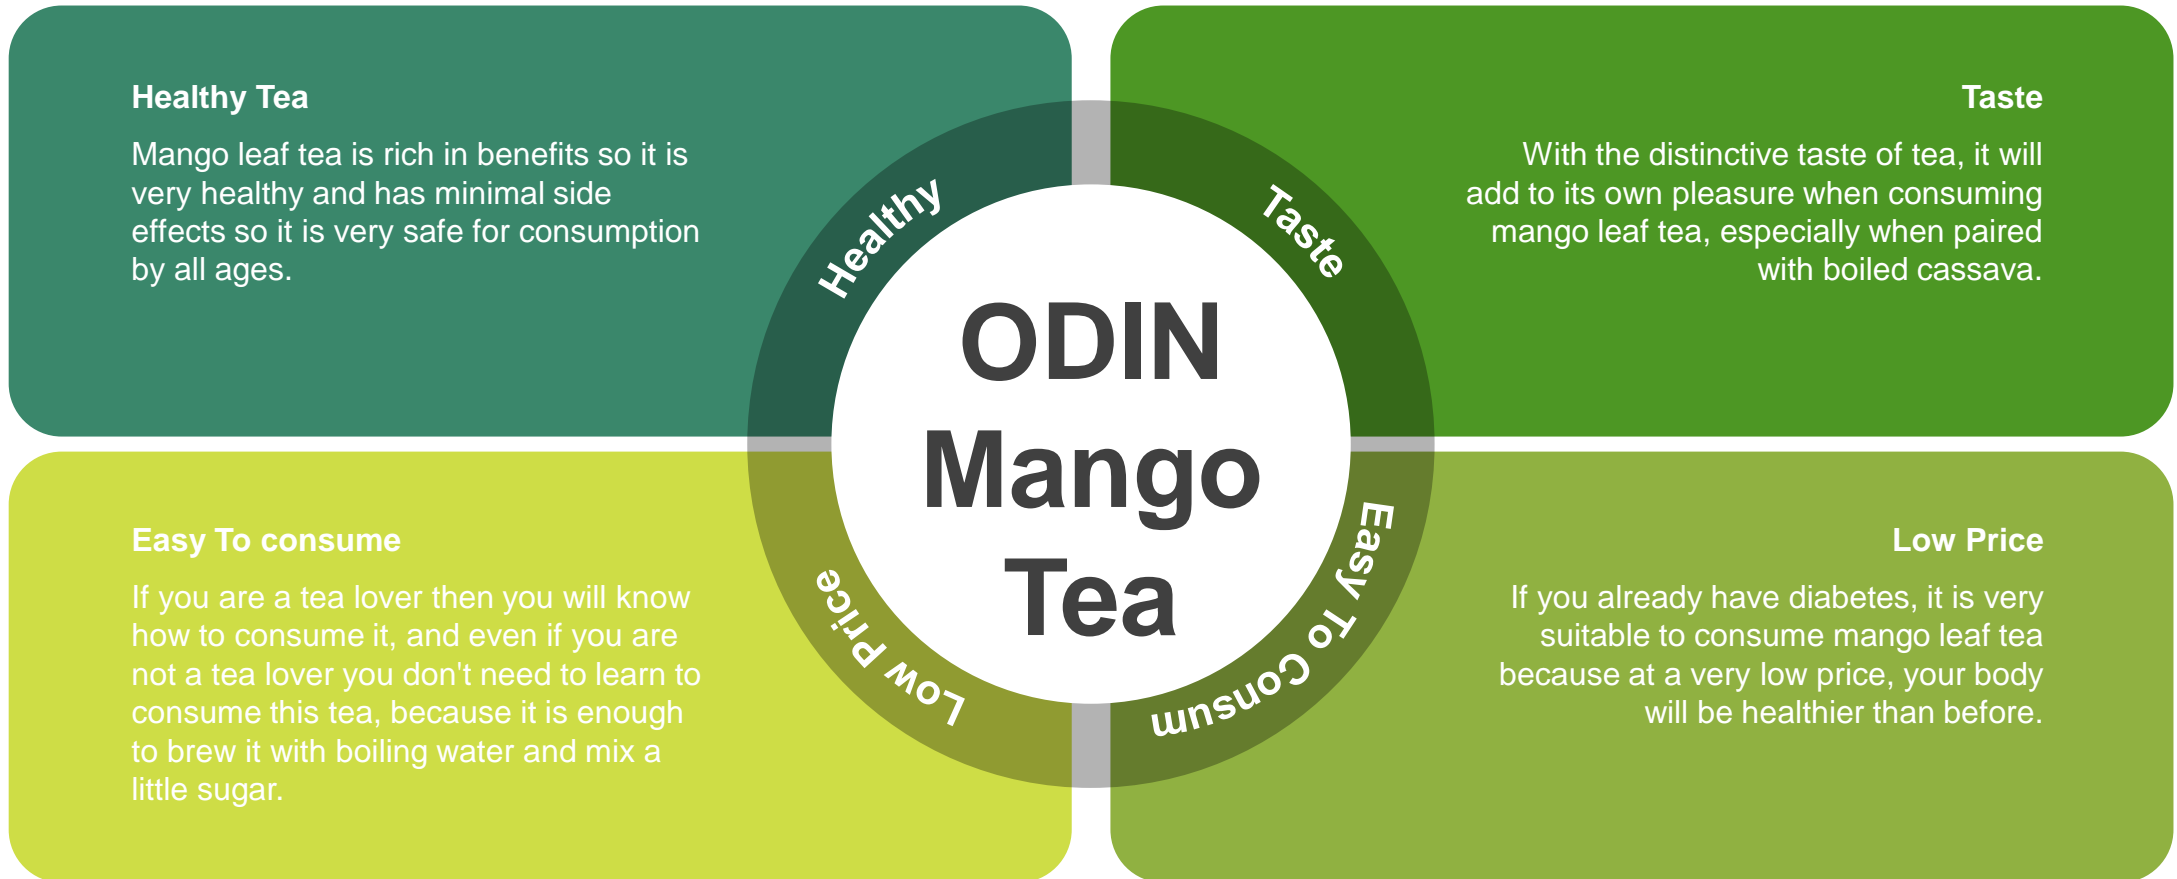 Healthy Tea
Mango leaf tea is rich in benefits so it is
very healthy and has minimal side
effects so it is very safe for consumption
by all ages.
Taste
With the distinctive taste of tea, it will
add to its own pleasure when consuming
mango leaf tea, especially when paired
with boiled cassava.
Healthy
Taste
ODIN
Mango
Tea
Low Price
Easy To Consum
Easy To consume
If you are a tea lover then you will know
how to consume it, and even if you are
not a tea lover you don't need to learn to
consume this tea, because it is enough
to brew it with boiling water and mix a
little sugar.
Low Price
If you already have diabetes, it is very
suitable to consume mango leaf tea
because at a very low price, your body
will be healthier than before.